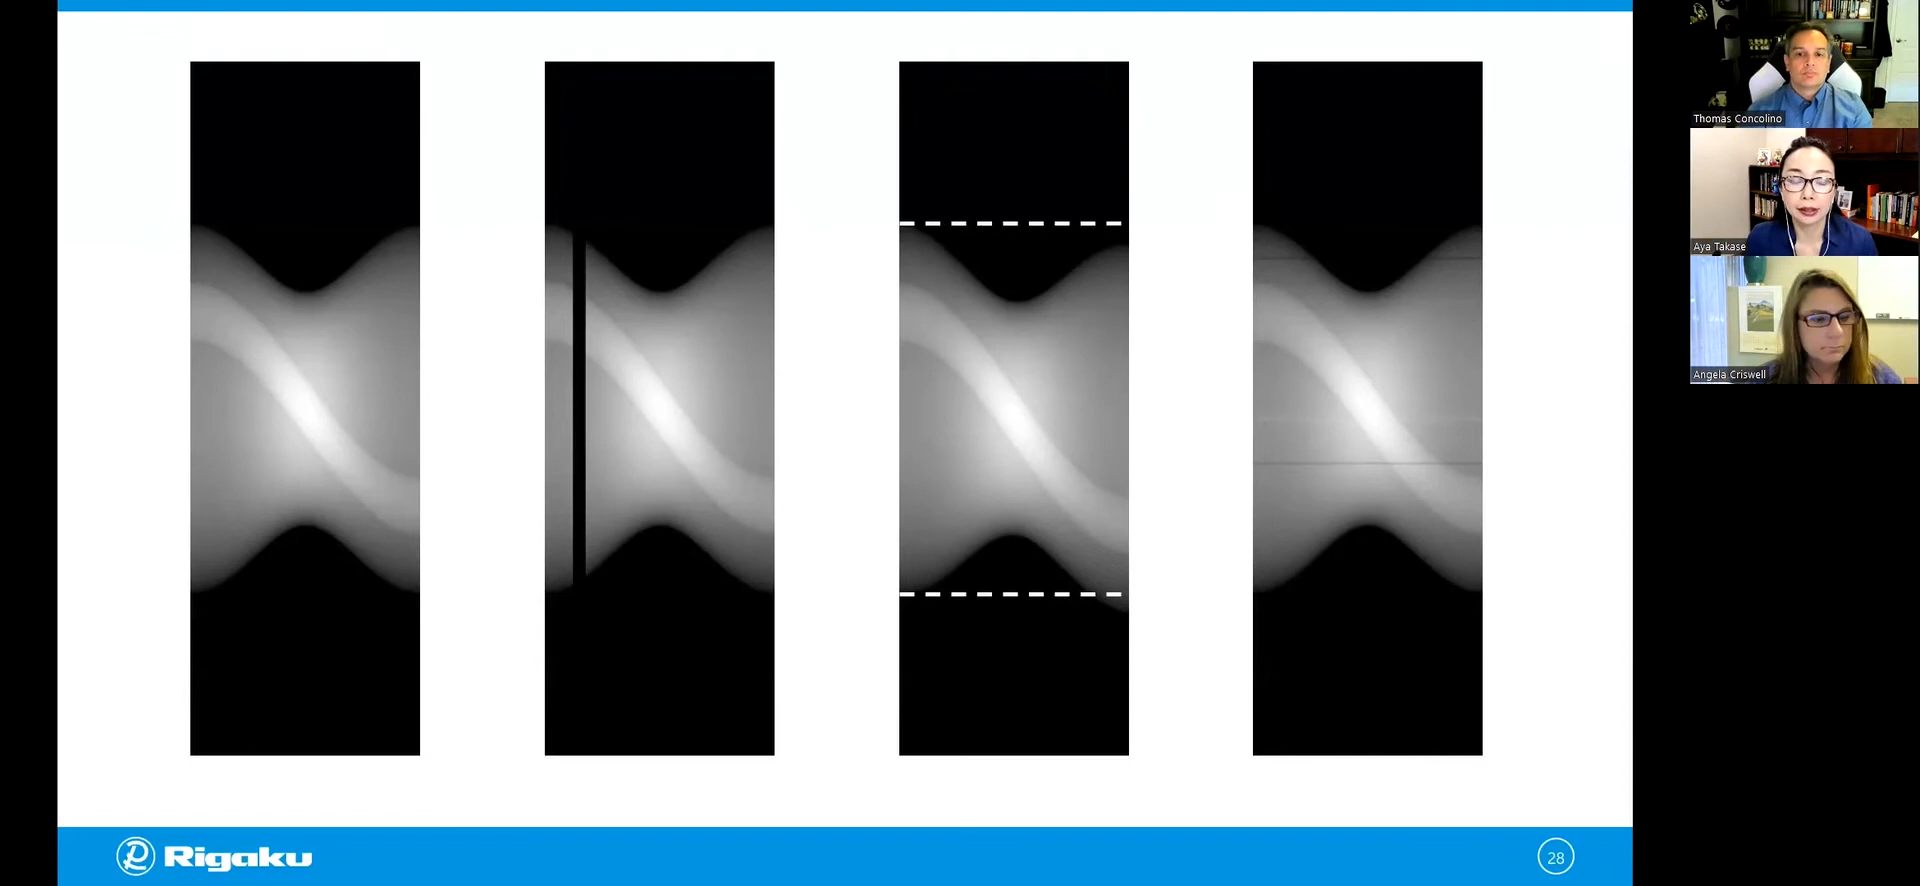 Thomas Concolino
Aya Takase
Angela Criswell
Rigaku
28